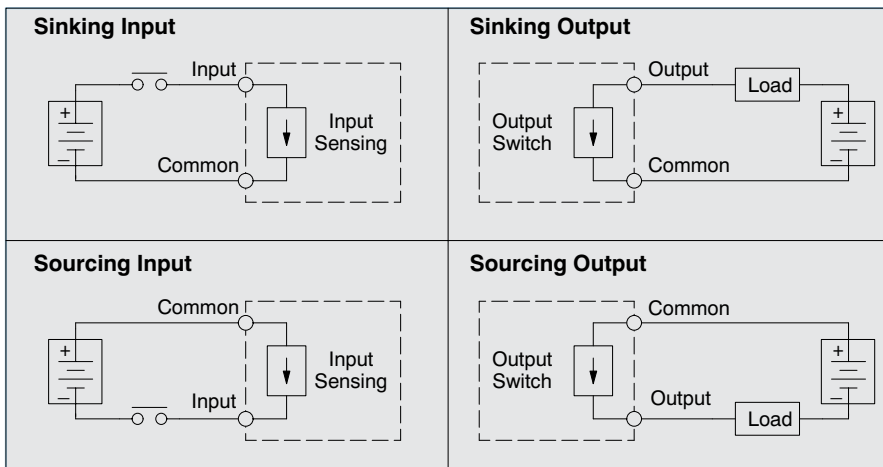 Sinking Input
Input
+
–
Input
Sensing
Common
Sinking Output
Output
Load
+
–
Output
Switch
Common
Sourcing Input
Common
+
–
Input
Sensing
Input
Sourcing Output
Common
+
–
Output
Switch
Output
Load